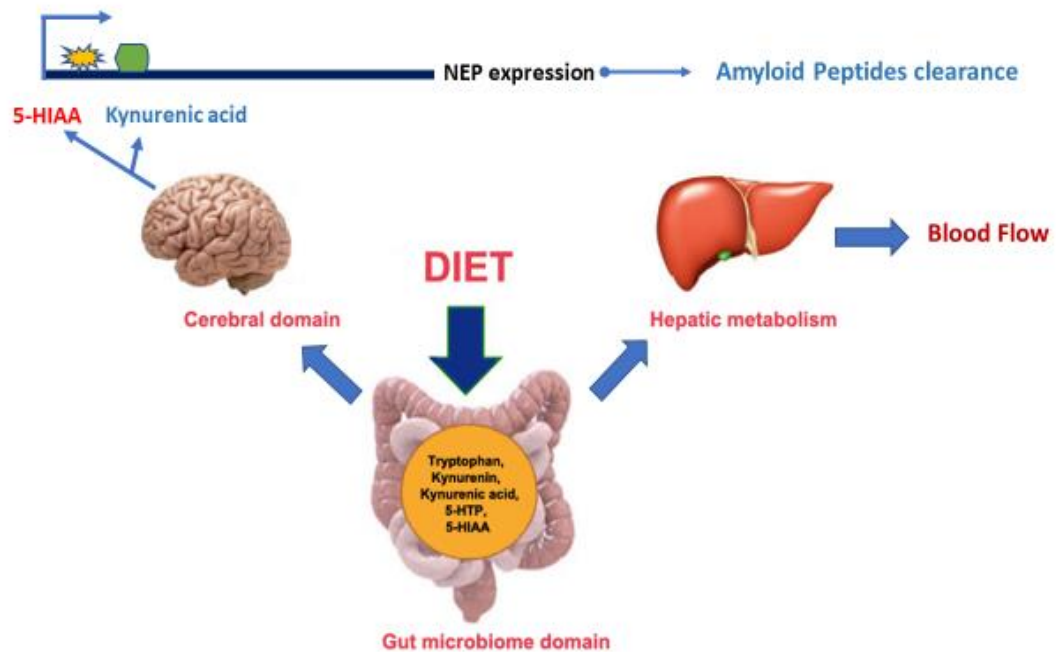 NEP expression
Amyloid Peptides clearance
5-HIAA
Kynurenic acid
DIET
Blood Flow
Cerebral domain
Hepatic metabolism
Tryptophan,
Kynurenin,
Kynurenic acid,
5-HTP,
5-HIAA
Gut microbiome domain